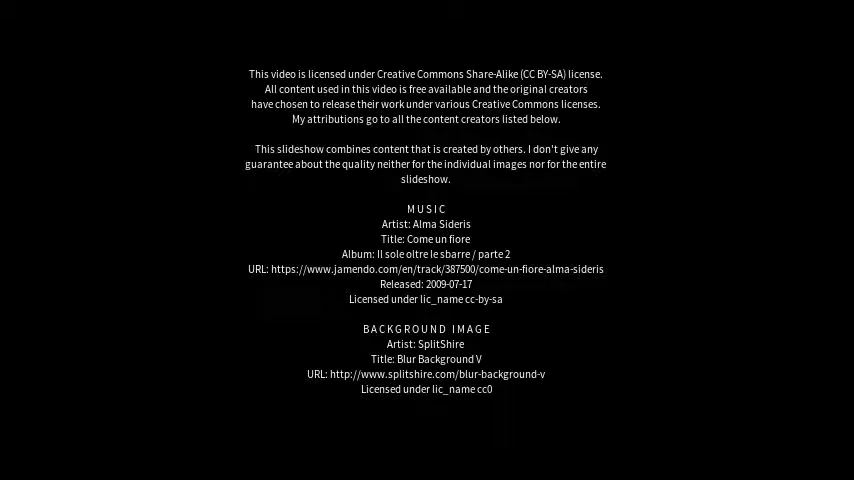 This video is licensed under Creative Commons Share-Alike (CC BY-SA) license.
All content used in this video is free available and the original creators
have chosen to release their work under various Creative Commons licenses.
My attributions go to all the content creators listed below.
This slideshow combines content that is created by others. I don't give any
guarantee about the quality neither for the individual images nor for the entire
slideshow.
MUSIC
Artist: Alma Sideris
Title: Come un fiore
Album: Il sole oltre le sbarre / parte 2
URL: https://www.jamendo.com/en/track/387500/come-un-fiore-alma-sideris
Released: 2009-07-17
Licensed under lic_name cc-by-sa
BACKGROUND IMAGE
Artist: SplitShire
Title: Blur Background V
URL: http://www.splitshire.com/blur-background-v
Licensed under lic_name cc0